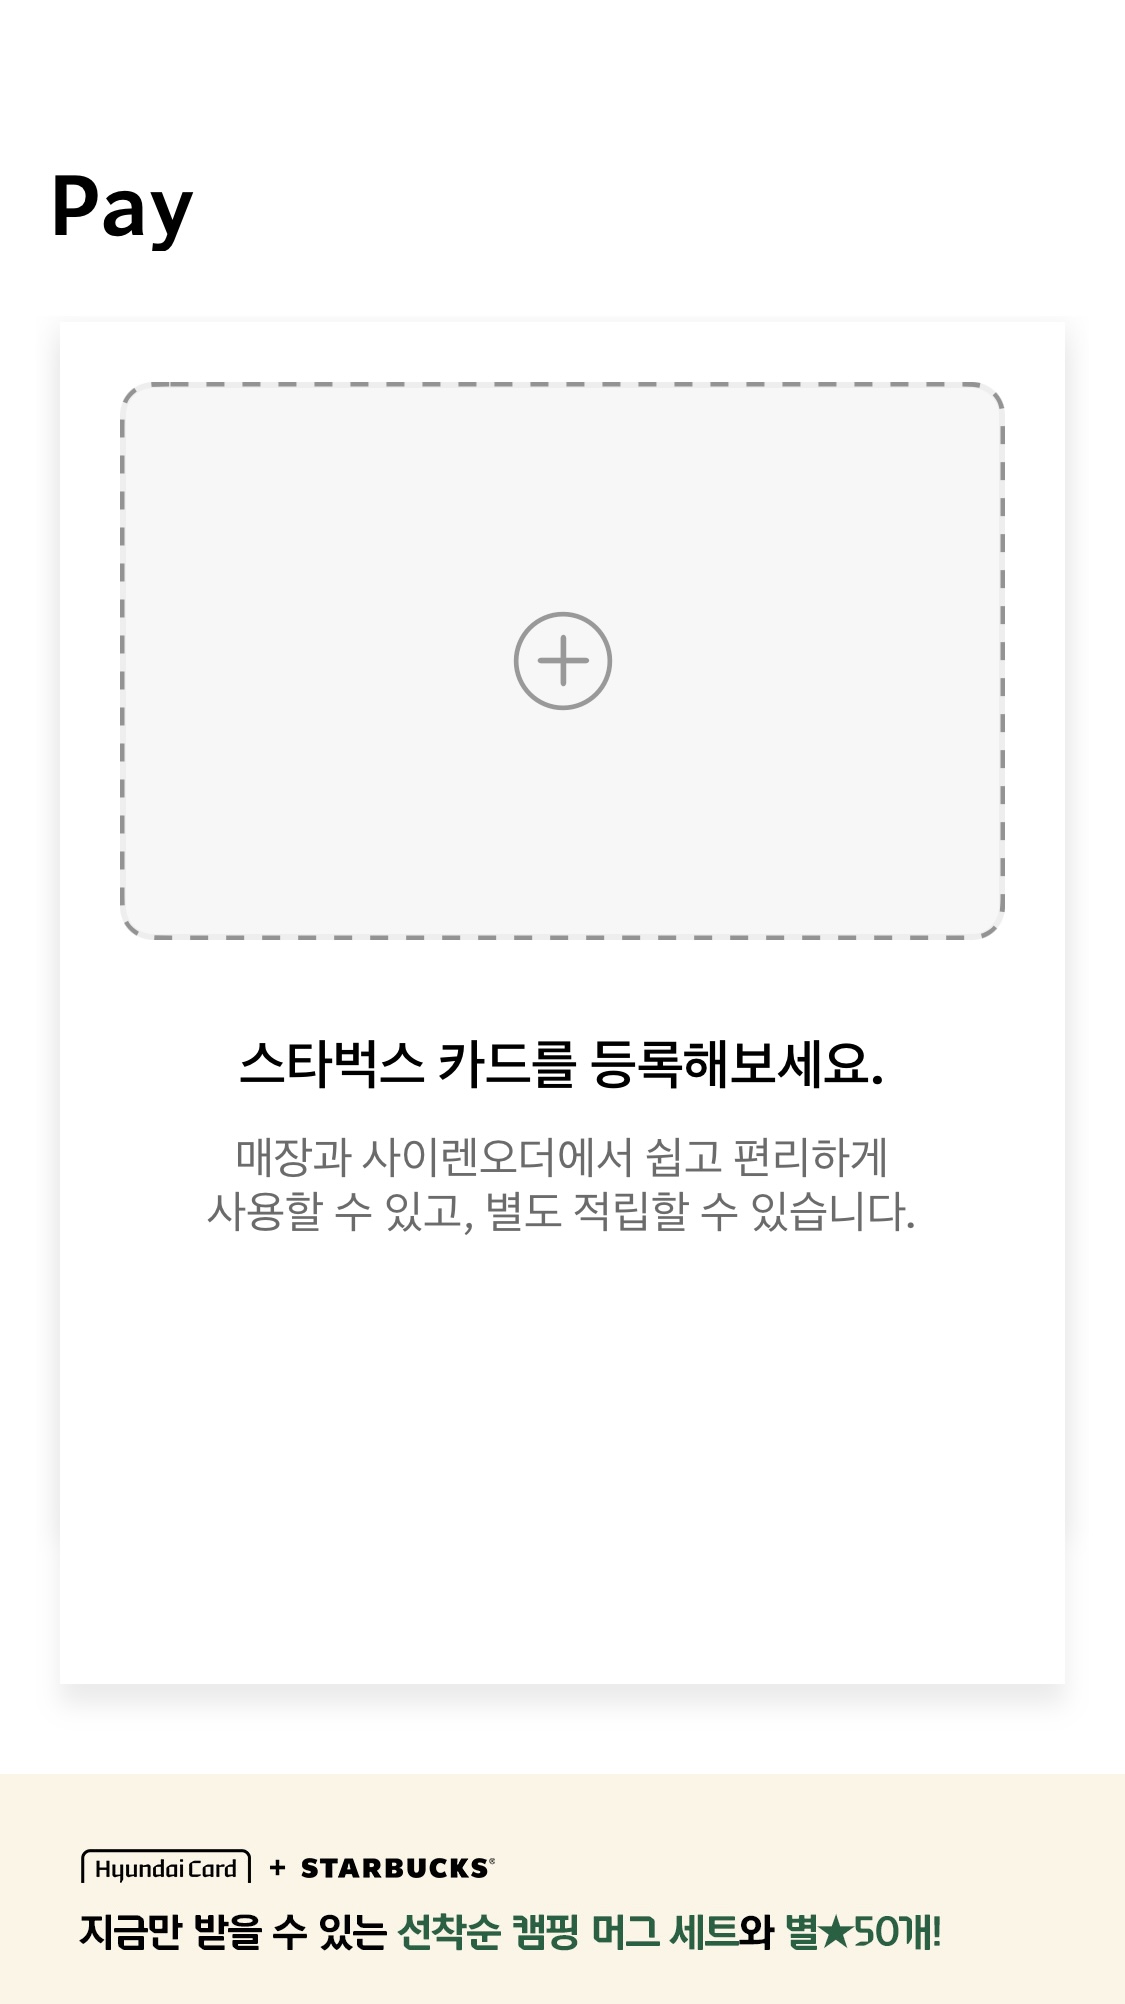 Pay
스타벅스 카드를 등록해보세요.
매장과 사이렌오더에서 쉽고 편리하게
사용할 수 있고, 별도 적립할 수 있습니다.
Hyundai Card + STARBUCKS®
지금만 받을 수 있는 선착순 캠핑 머그 세트와 별★50개!